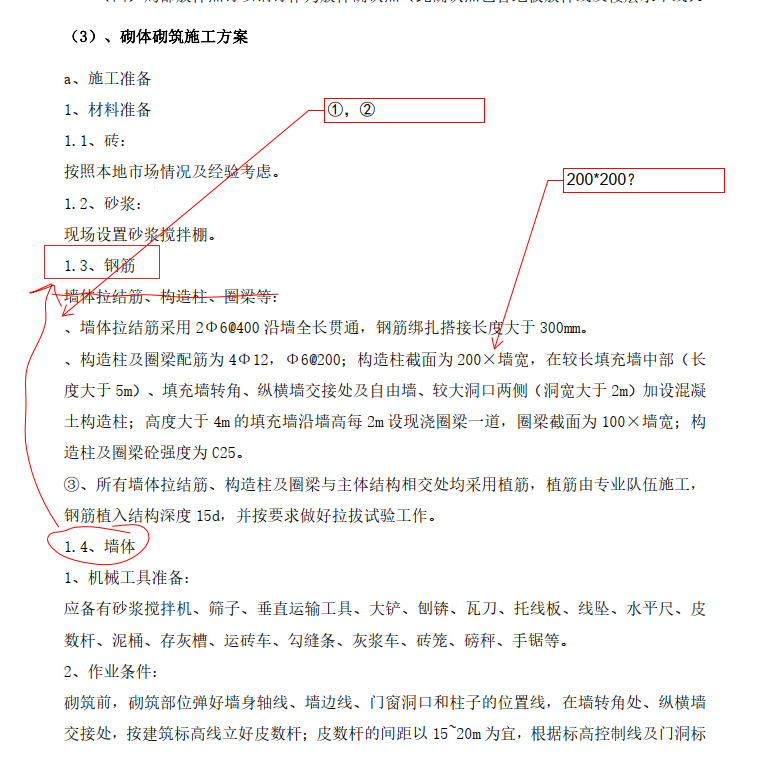 （3）、砌体砌筑施工方案
a、施工准备
1、材料准备
①，②
1.1、砖：
按照本地市场情况及经验考虑。
200*200?
1.2、砂浆：
现场设置砂浆搅拌棚。
1.3、钢筋
墙体拉结筋、构造柱、圈梁等：
、墙体拉结筋采用 2Φ6@400 沿墙全长贯通，钢筋绑扎搭接长度大于 300mm。
、构造柱及圈梁配筋为 4Φ12，Φ6@200；构造柱截面为 200×墙宽，在较长填充墙中部（长
度大于 5m）、填充墙转角、纵横墙交接处及自由墙、较大洞口两侧（洞宽大于 2m）加设混凝
土构造柱；高度大于 4m 的填充墙沿墙高每 2m 设现浇圈梁一道，圈梁截面为 100×墙宽；构
造柱及圈梁砼强度为 C25。
③、所有墙体拉结筋、构造柱及圈梁与主体结构相交处均采用植筋，植筋由专业队伍施工，
钢筋植入结构深度 15d，并按要求做好拉拔试验工作。
1.4、墙体
1、机械工具准备：
应备有砂浆搅拌机、筛子、垂直运输工具、大铲、刨锛、瓦刀、托线板、线坠、水平尺、皮
数杆、泥桶、存灰槽、运砖车、勾缝条、灰浆车、砖笼、磅秤、手锯等。
2、作业条件：
砌筑前，砌筑部位弹好墙身轴线、墙边线、门窗洞口和柱子的位置线，在墙转角处、纵横墙
交接处，按建筑标高线立好皮数杆；皮数杆的间距以 15~20m 为宜，根据标高控制线及门洞标